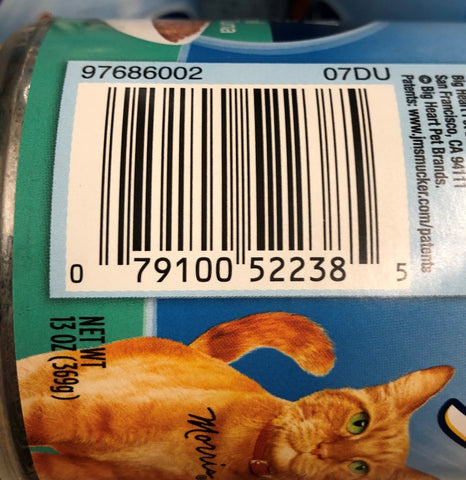 97686002 07DU
0 79100 52238 5
San Francisco, CA 94111
© Big Heart Pet Brands.
Patents: www.jmsmucker.com/patents
NET WT
13 OZ (369g)
Morris